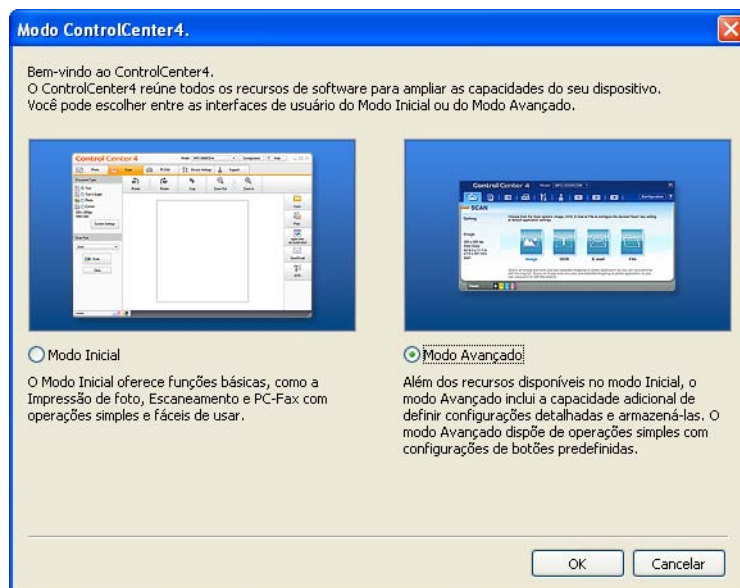 Modo ControlCenter4.
Bem-vindo ao ControlCenter4.
O ControlCenter4 reúne todos os recursos de software para ampliar as capacidades do seu dispositivo.
Você pode escolher entre as interfaces de usuário do Modo Inicial ou do Modo Avançado.
Control Center 4
Control Center 4
SCAN
Image
OCR
E-mail
File
Modo Inicial
O Modo Inicial oferece funções básicas, como a
Impressão de foto, Escaneamento e PC-Fax com
operações simples e fáceis de usar.
Modo Avançado
Além dos recursos disponíveis no modo Inicial, o
modo Avançado inclui a capacidade adicional de
definir configurações detalhadas e armazená-las. O
modo Avançado dispõe de operações simples com
configurações de botões predefinidas.
OK
Cancelar